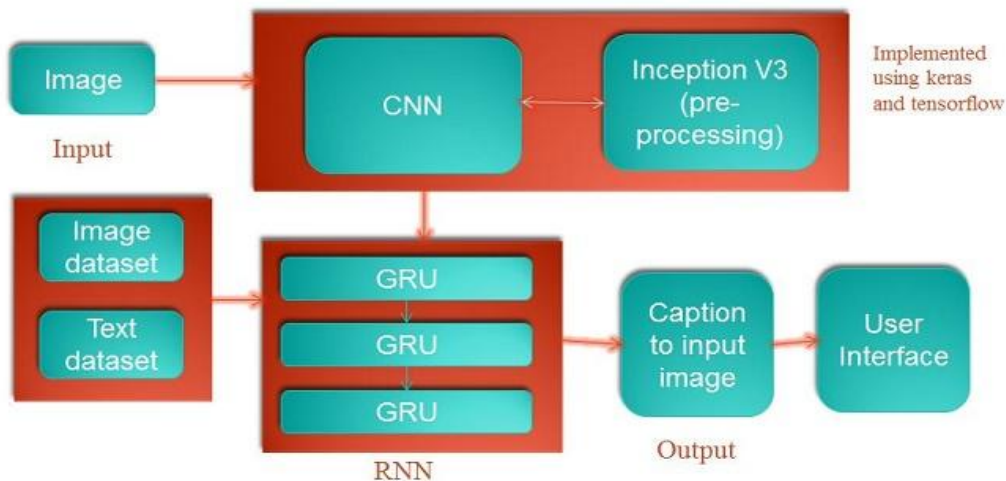 Image
Input
CNN
Inception V3
(pre-
processing)
Implemented
using keras
and tensorflow
Image
dataset
Text
dataset
GRU
GRU
GRU
RNN
Caption
to input
image
Output
User
Interface